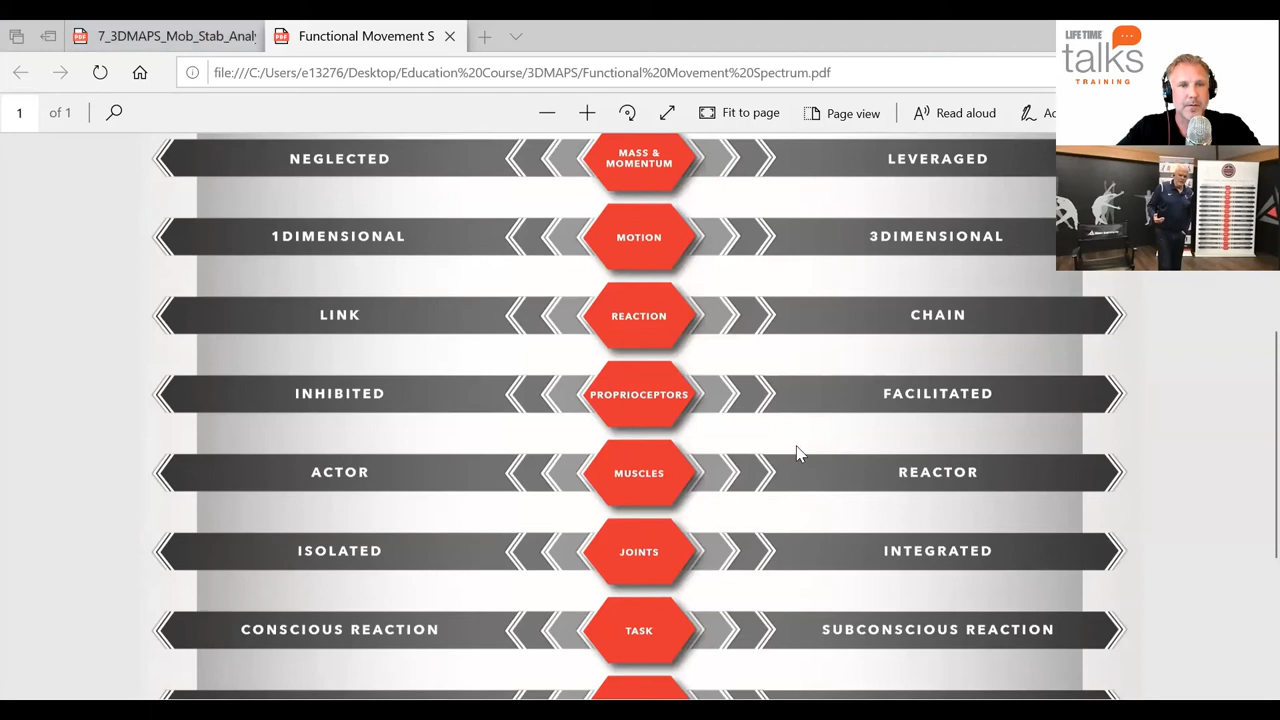 7_3DMAPS_Mob_Stab_Anal
Functional Movement S
file:///C:/Users/e13276/Desktop/Education%20Course/3DMAPS/Functional%20Movement%20Spectrum.pdf
1 of 1
Fit to page
Page view
Read aloud
LIFE TIME
talks
TRAINING
NEGLECTED
MASS &
MOMENTUM
LEVERAGED
1DIMENSIONAL
MOTION
3DIMENSIONAL
LINK
REACTION
CHAIN
INHIBITED
PROPRIOCEPTORS
FACILITATED
ACTOR
MUSCLES
REACTOR
ISOLATED
JOINTS
INTEGRATED
CONSCIOUS REACTION
TASK
SUBCONSCIOUS REACTION